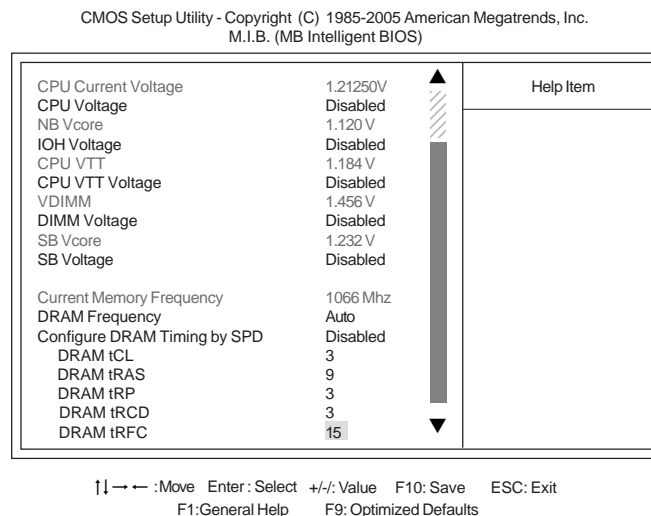 CMOS Setup Utility - Copyright (C) 1985-2005 American Megatrends, Inc.
M.I.B. (MB Intelligent BIOS)
Help Item
CPU Current Voltage 1.21250V
CPU Voltage Disabled
NB Vcore 1.120 V
IOH Voltage Disabled
CPU VTT 1.184 V
CPU VTT Voltage Disabled
VDIMM 1.456 V
DIMM Voltage Disabled
SB Vcore 1.232 V
SB Voltage Disabled
Current Memory Frequency 1066 Mhz
DRAM Frequency Auto
Configure DRAM Timing by SPD Disabled
DRAM tCL 3
DRAM tRAS 9
DRAM tRP 3
DRAM tRCD 3
DRAM tRFC 15
↑↓→← :Move Enter : Select +/-/: Value F10: Save ESC: Exit
F1:General Help F9: Optimized Defaults